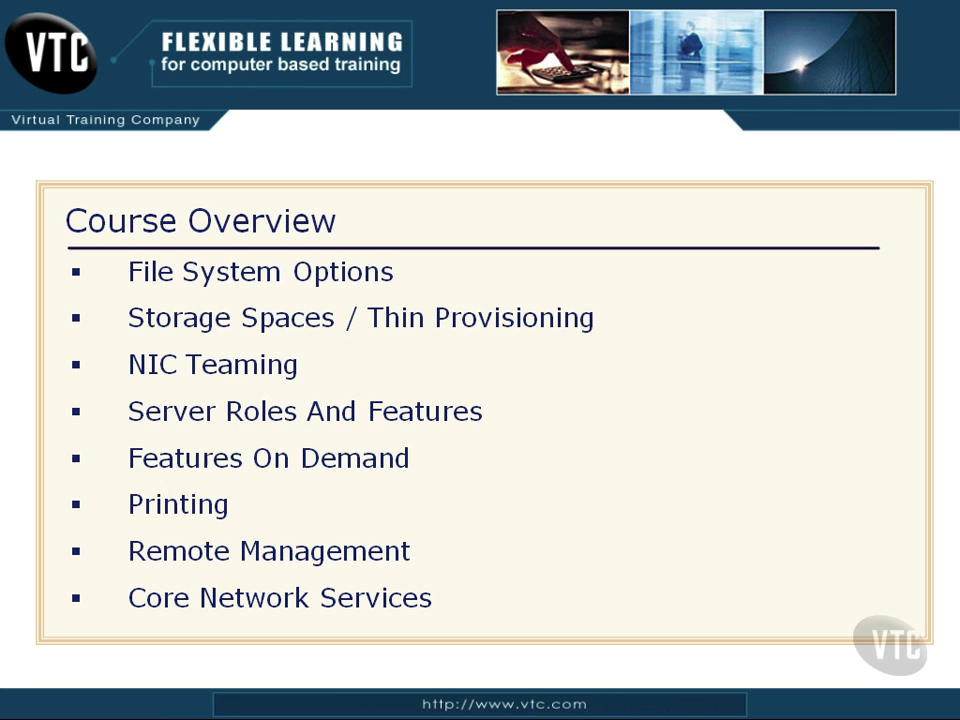 VTC
FLEXIBLE LEARNING
for computer based training
Virtual Training Company
Course Overview
▪ File System Options
▪ Storage Spaces / Thin Provisioning
▪ NIC Teaming
▪ Server Roles And Features
▪ Features On Demand
▪ Printing
▪ Remote Management
▪ Core Network Services
VTC
http://www.vtc.com